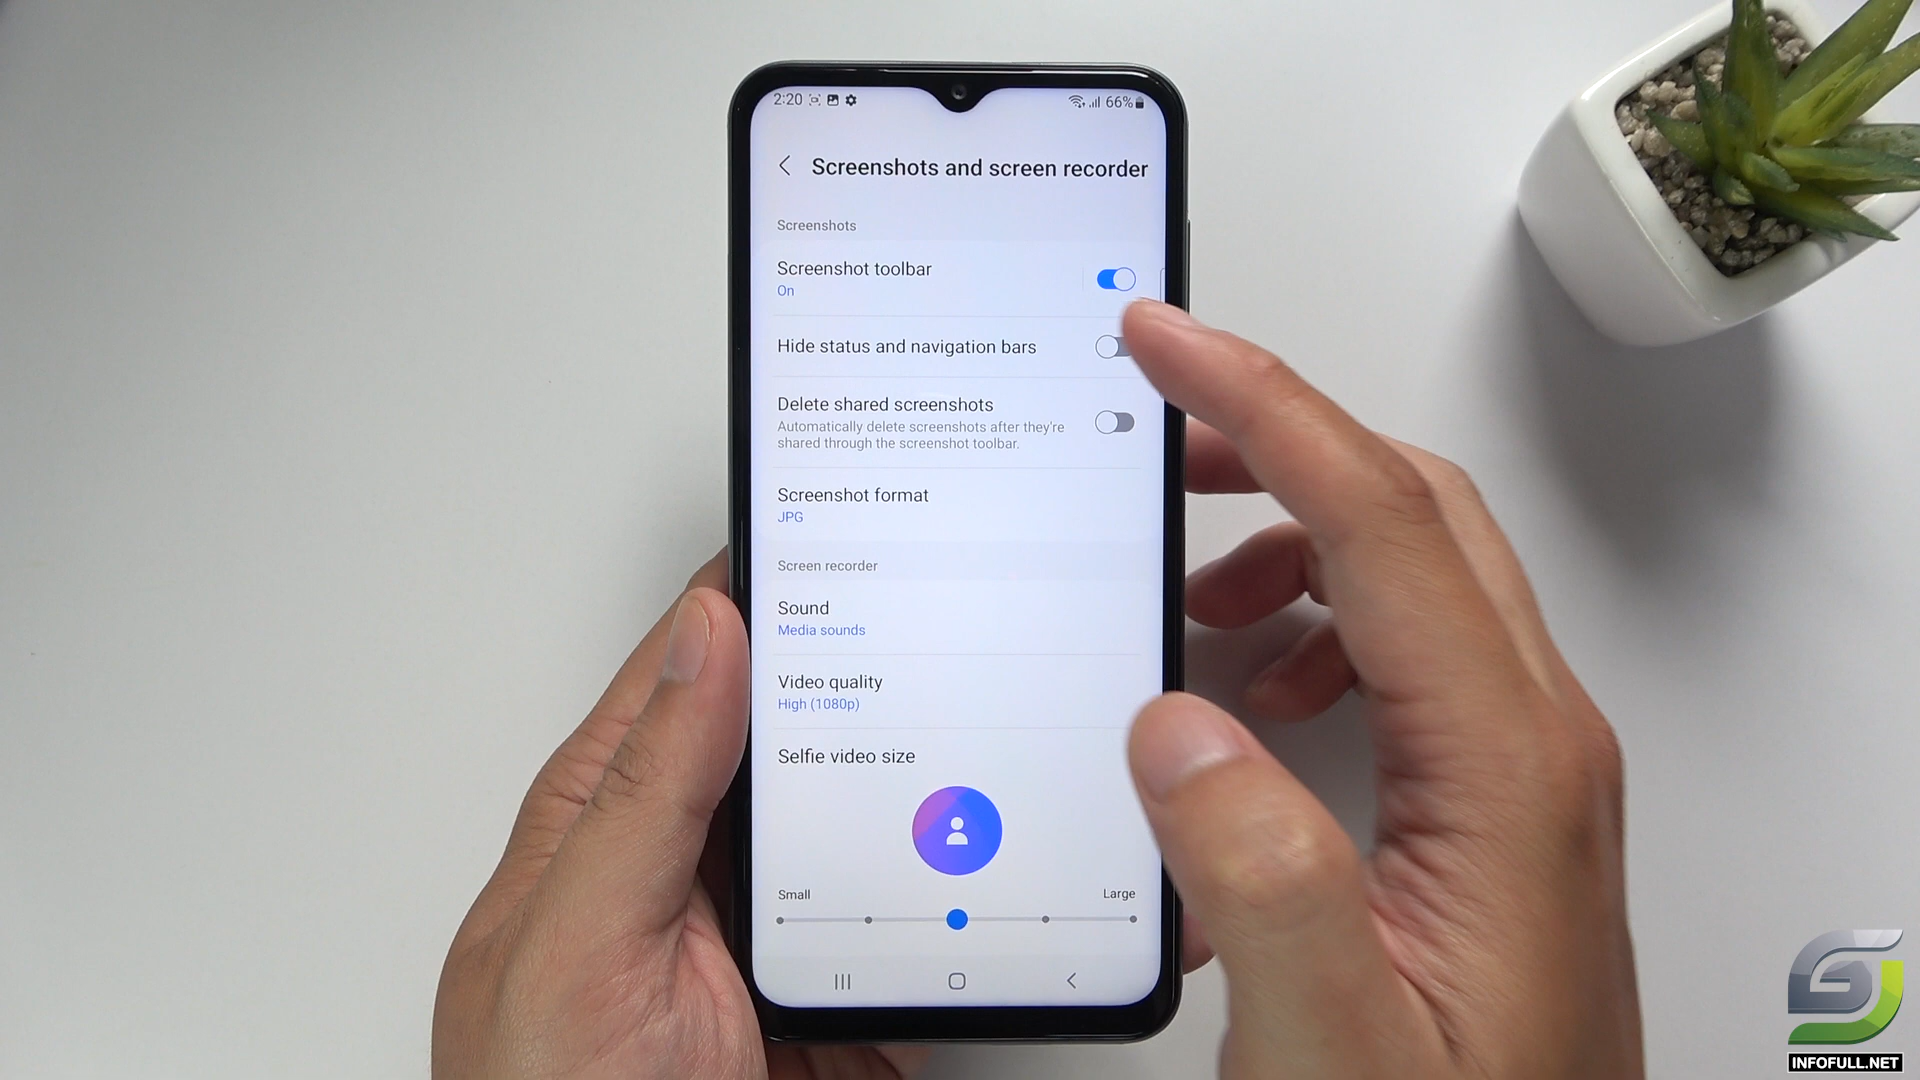 2:20
66%
Screenshots and screen recorder
Screenshots
Screenshot toolbar
On
Hide status and navigation bars
Delete shared screenshots
Automatically delete screenshots after they're
shared through the screenshot toolbar.
Screenshot format
JPG
Screen recorder
Sound
Media sounds
Video quality
High (1080p)
Selfie video size
Small
Large
INFOFULL.NET